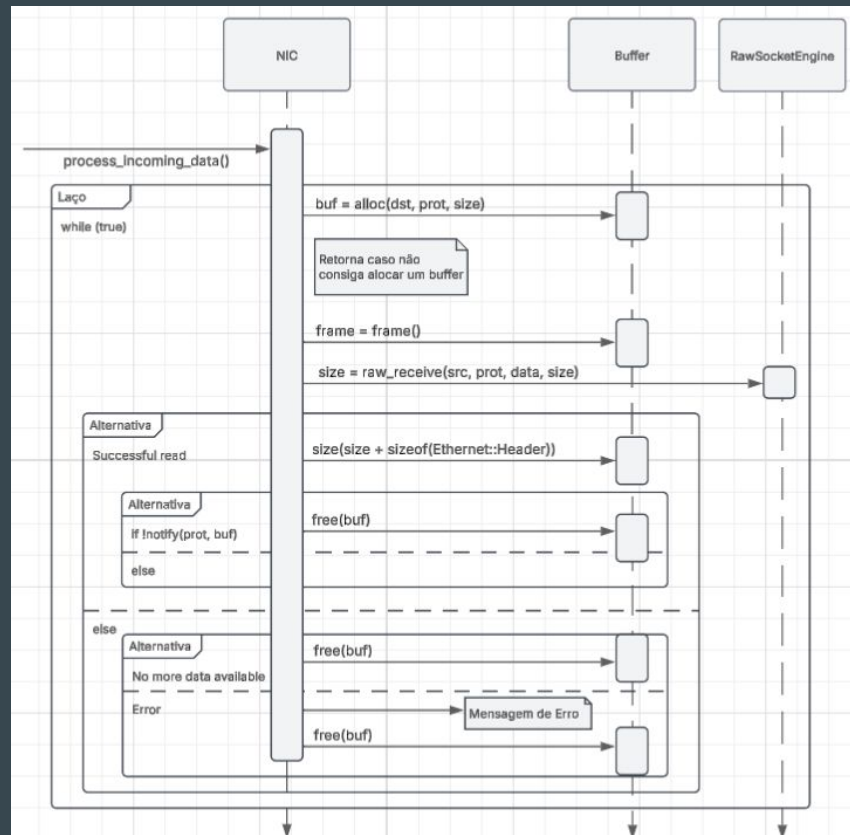 NIC
Buffer
RawSocketEngine
process_incoming_data()
Laço
while (true)
buf = alloc(dst, prot, size)
Retorna caso não
consiga alocar um buffer
frame = frame()
size = raw_receive(src, prot, data, size)
Alternativa
Successful read
size(size + sizeof(Ethernet::Header))
Alternativa
if !notify(prot, buf)
free(buf)
else
else
Alternativa
No more data available
free(buf)
Error
Mensagem de Erro
free(buf)